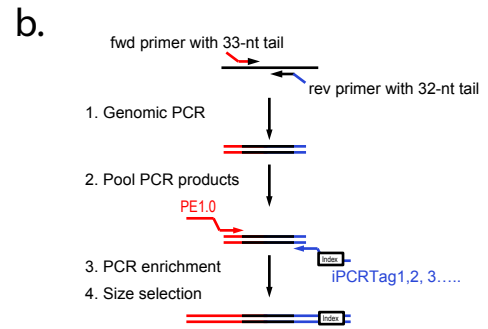 b.
fwd primer with 33-nt tail
rev primer with 32-nt tail
1. Genomic PCR
2. Pool PCR products
PE1.0
Index
3. PCR enrichment
iPCRTag1,2, 3.....
4. Size selection
Index